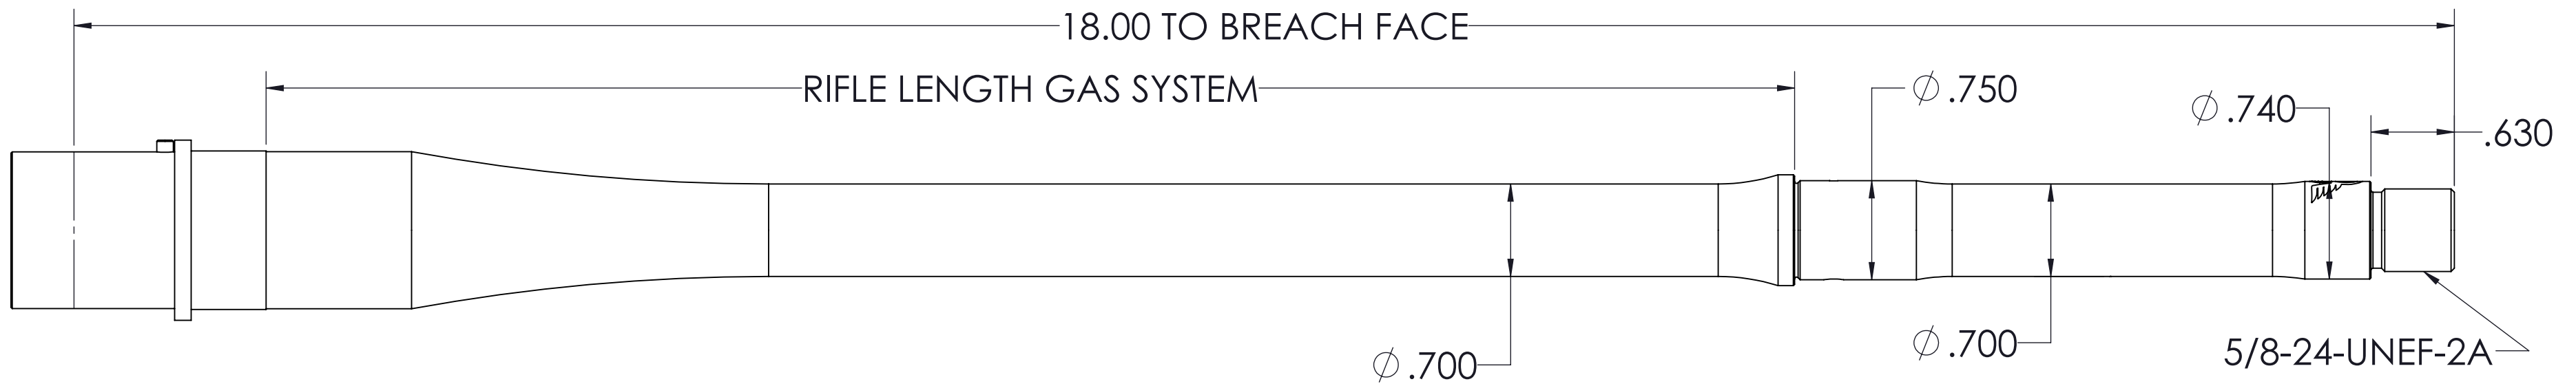 18.00 TO BREACH FACE
RIFLE LENGTH GAS SYSTEM
∅ .750
∅ .740
.630
∅ .700
∅ .700
5/8-24-UNEF-2A